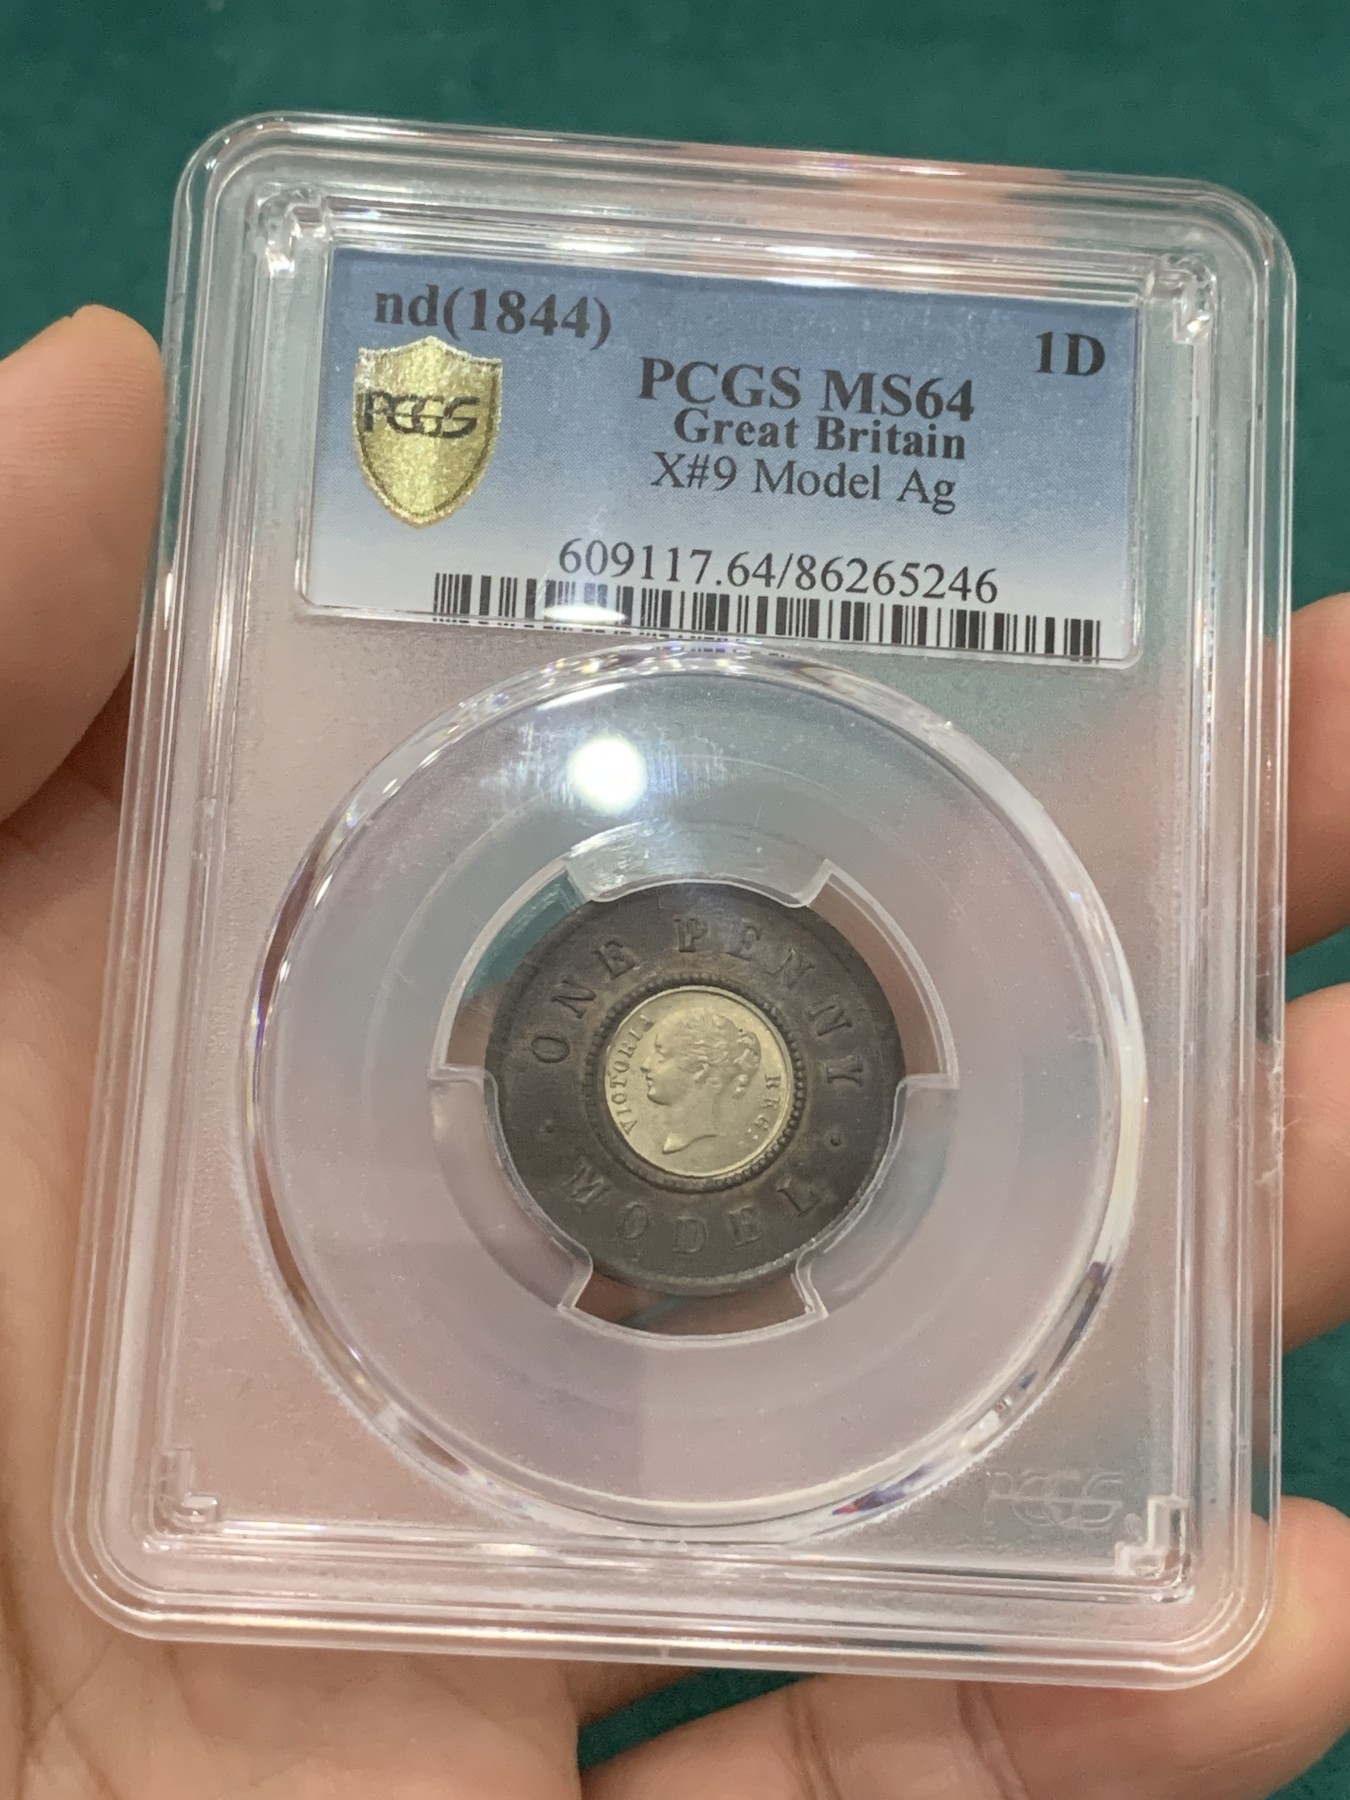 nd(1844)
1D
PCGS
PCGS MS64
Great Britain
X#9 Model Ag
609117.64/86265246
ONE PENNY
VICTORIA R.R.G.
· MODEL ·
PCGS